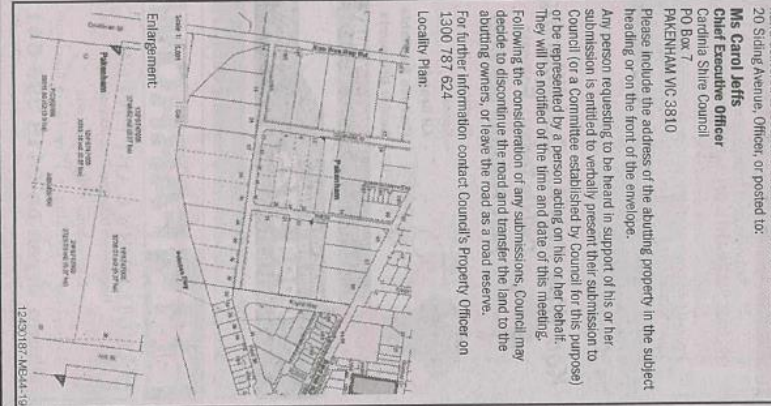 20 Siding Avenue, Officer, or posted to:
Ms Carol Jeffs
Chief Executive Officer
Cardinia Shire Council
PO Box 7
PAKENHAM VIC 3810
Please include the address of the abutting property in the subject
heading or on the front of the envelope.
Any person requesting to be heard in support of his or her
submission is entitled to verbally present their submission to
Council (or a Committee established by Council for this purpose)
or be represented by a person acting on his or her behalf.
They will be notified of the time and date of this meeting.
Following the consideration of any submissions, Council may
decide to discontinue the road and transfer the land to the
abutting owners, or leave the road as a road reserve.
For further information contact Council's Property Officer on
1300 787 624
Locality Plan:
Pakenham
Enlargement:
Pakenham
12430187-MB44-19